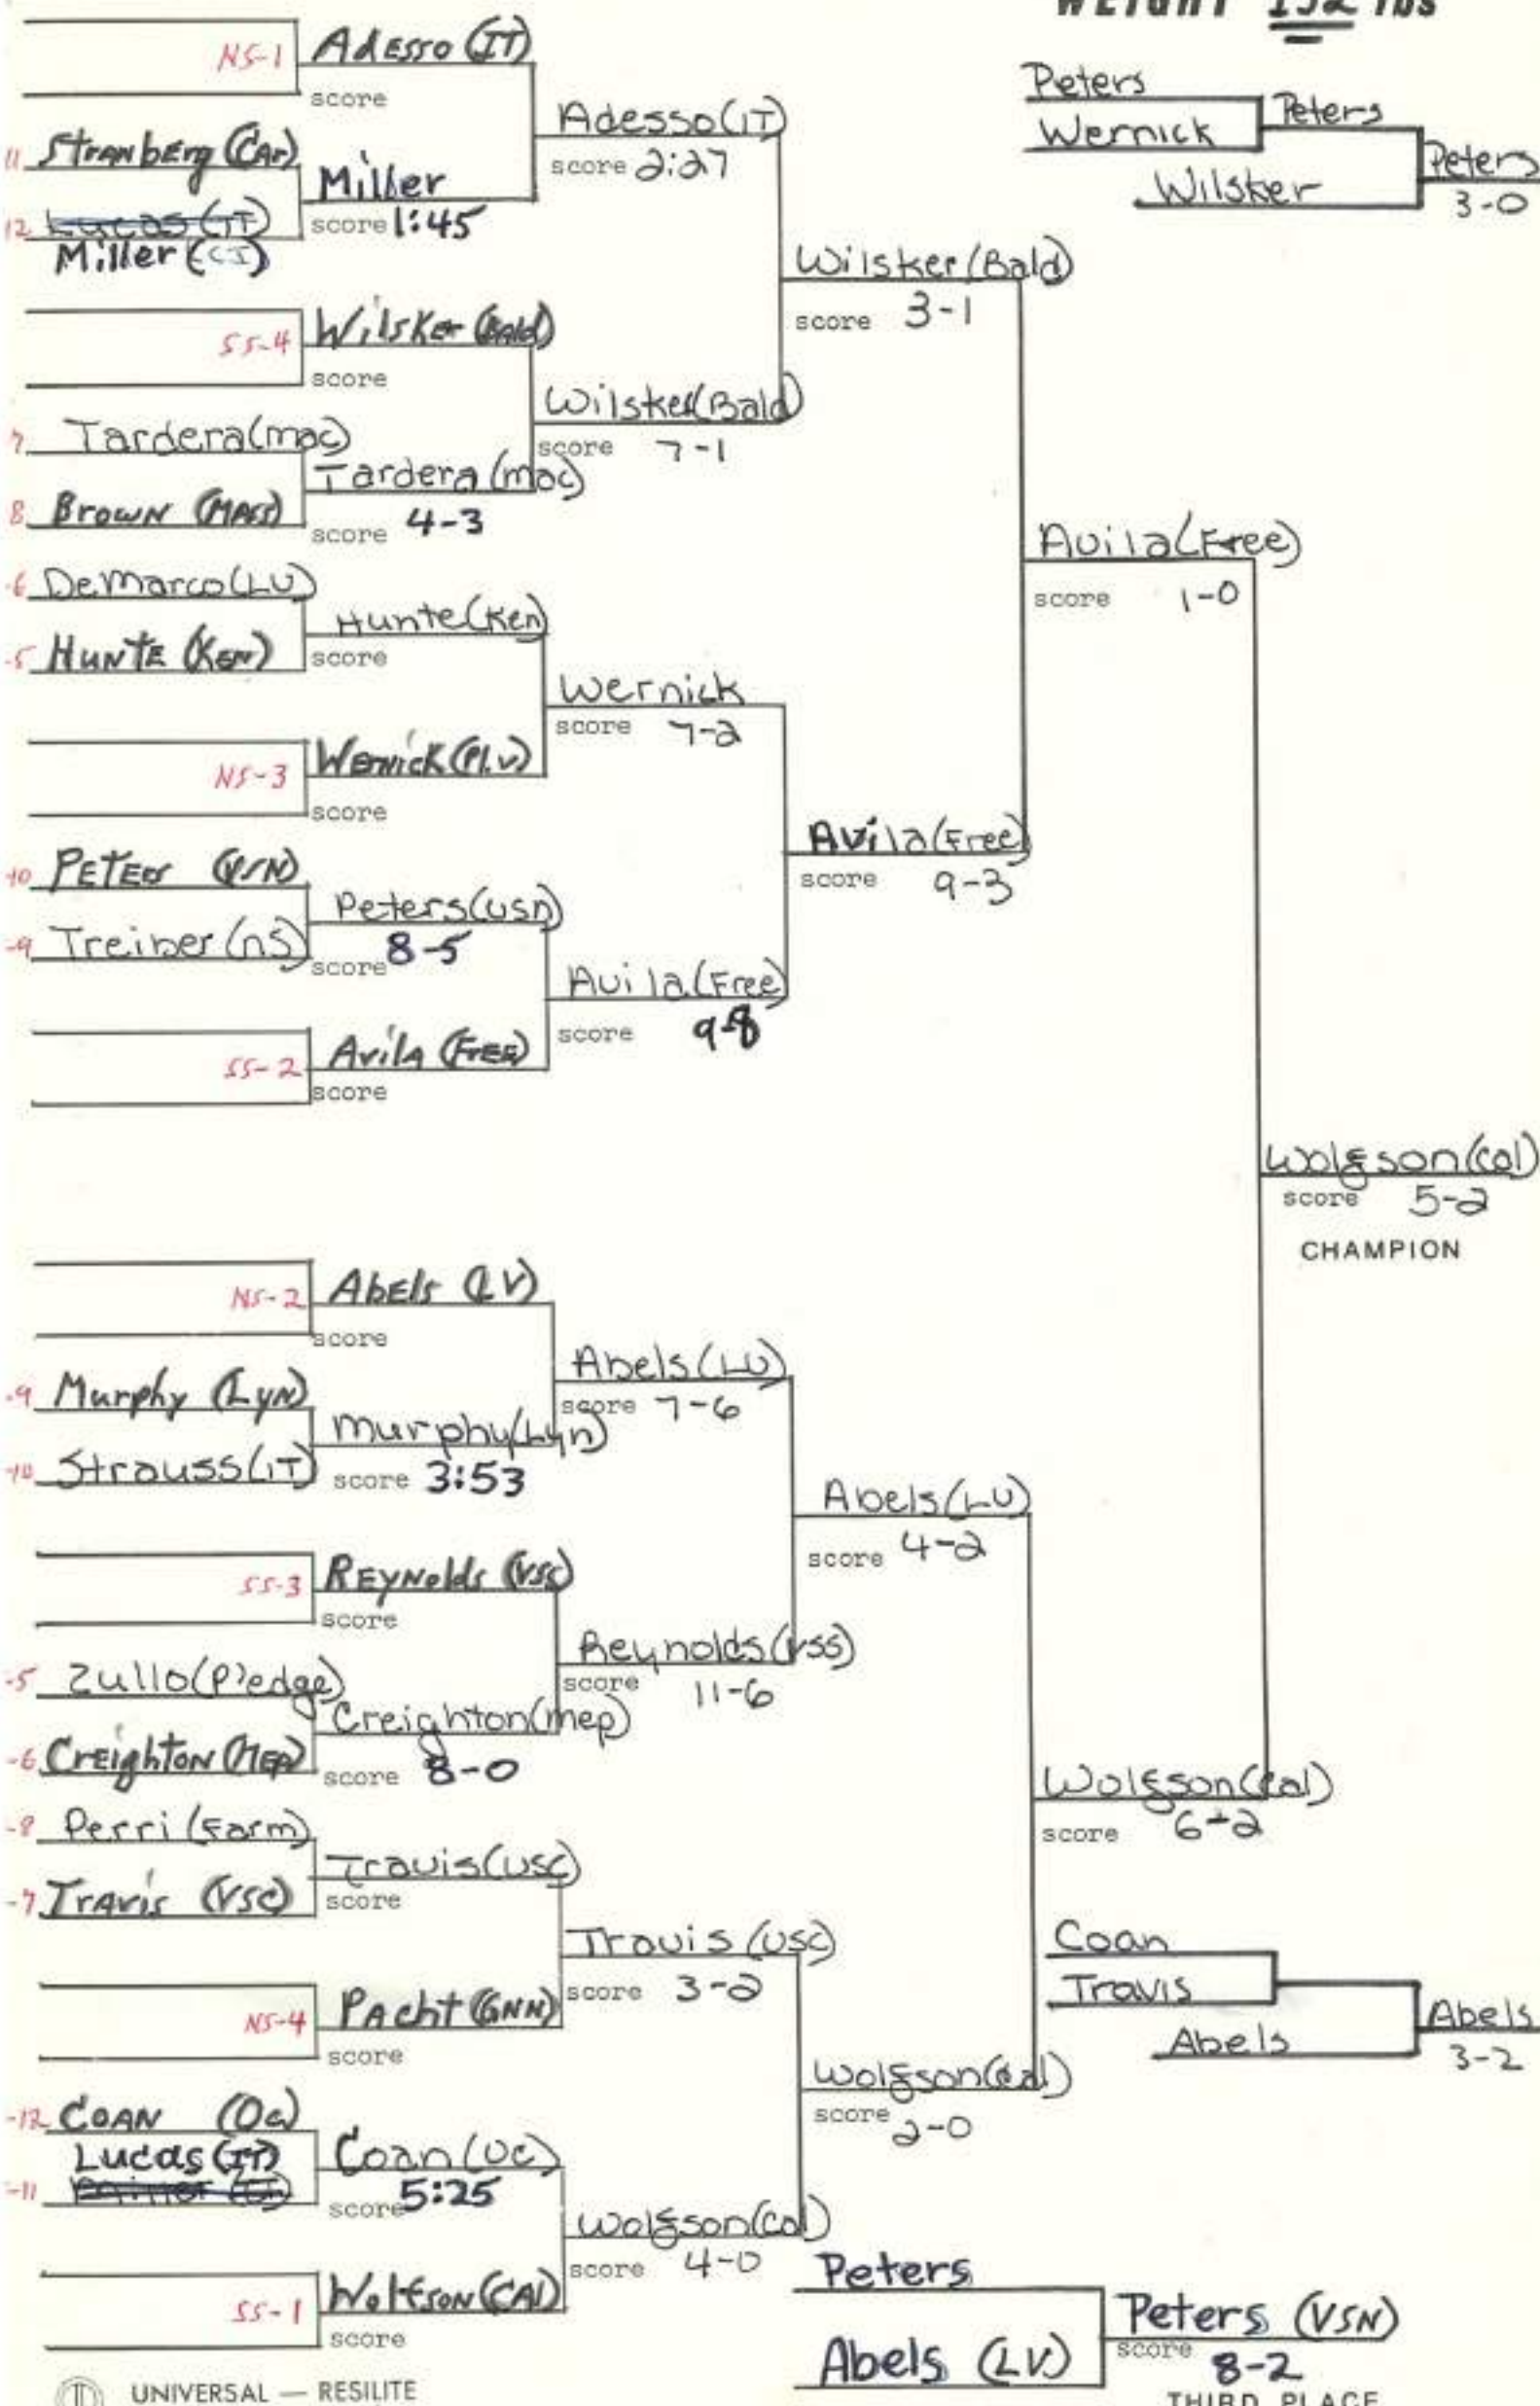 WEIGHT 152 lbs
NS-1 Adesso (IT)
score
11 Stranberg (Car)
Miller
score 1:45
12 Lucas (IT)
Miller (CI)
Adesso (IT)
score 2:27
SS-4 Wilsker (Bald)
score
7 Tardera (mac)
Tardera (mac)
8 Brown (MASS)
score 4-3
Wilsker (Bald)
score 7-1
Wilsker (Bald)
score 3-1
-6 DeMarco (LV)
Hunte (Ken)
-5 Hunte (Ken)
score
NS-3 Wernick (Pl.V)
score
Wernick
score 7-2
-10 Peters (VSN)
Peters (VSN)
-9 Treiber (NS)
score 8-5
SS-2 Avila (Free)
score
Avila (Free)
score 9-8
Avila (Free)
score 9-3
Avila (Free)
score 1-0
Peters
Wernick
Peters
Wilsker
Peters
3-0
Wolfson (Cal)
score 5-2
CHAMPION
NS-2 Abels (LV)
score
-9 Murphy (Lyn)
Murphy (Lyn)
-10 Strauss (IT)
score 3:53
Abels (LV)
score 7-6
SS-3 Reynolds (VSS)
score
-5 Zullo (Pledge)
Creighton (Mep)
-6 Creighton (Mep)
score 8-0
Reynolds (VSS)
score 11-6
Abels (LV)
score 4-2
-8 Perri (Farm)
Travis (VSC)
-7 Travis (VSC)
score
NS-4 Pacht (GNN)
score
Travis (VSC)
score 3-2
-12 Coan (OC)
Lucas (IT)
Coan (OC)
-11
score 5:25
SS-1 Wolfson (Cal)
score
Wolfson (Cal)
score 4-0
Wolfson (Cal)
score 2-0
Wolfson (Cal)
score 6-2
Coan
Travis
Abels
Abels
3-2
Peters
Abels (LV)
Peters (VSN)
score 8-2
THIRD PLACE
UNIVERSAL — RESILITE